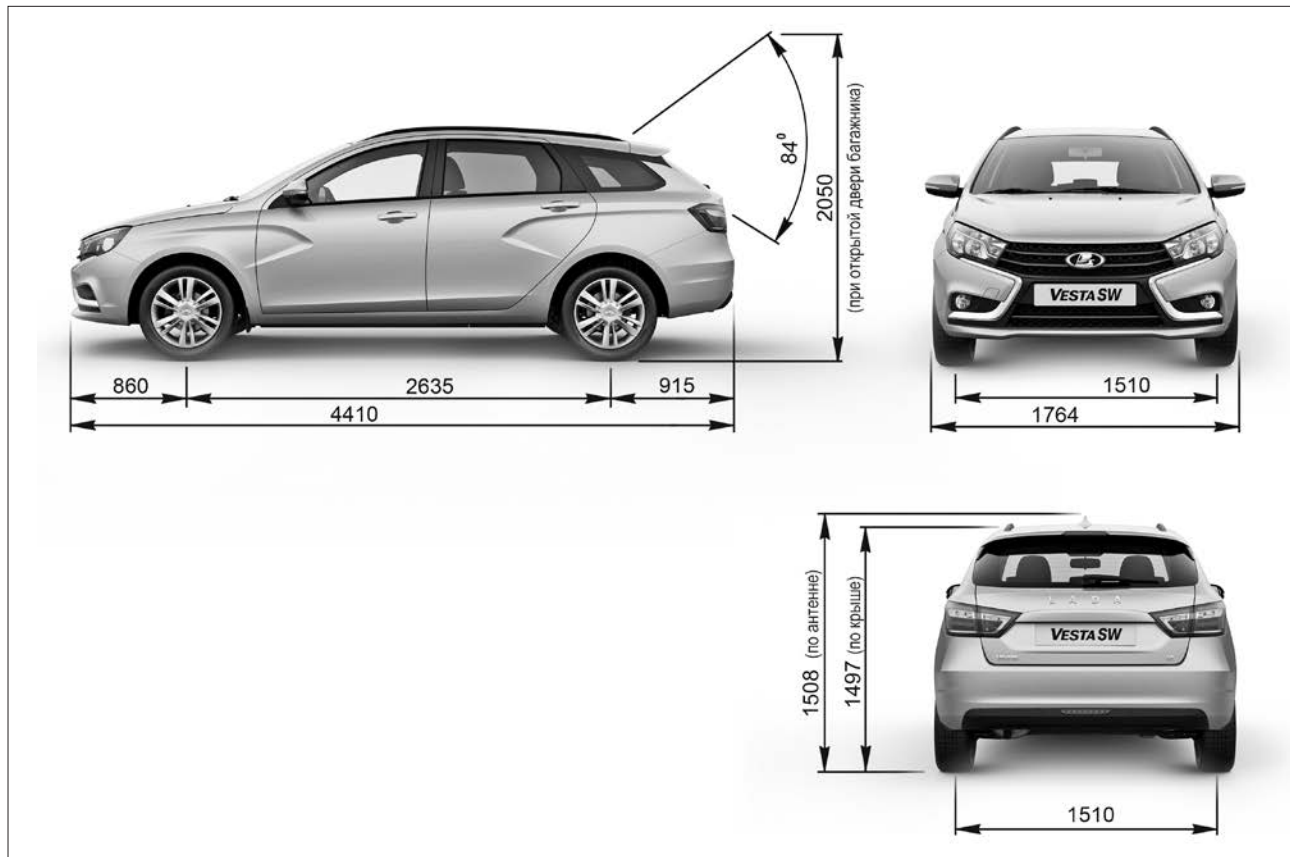 84⁰
2050
(при открытой двери багажника)
860
2635
915
4410
VESTA SW
1510
1764
1508 (по антенне)
1497 (по крыше)
LADA
VESTA SW
1510